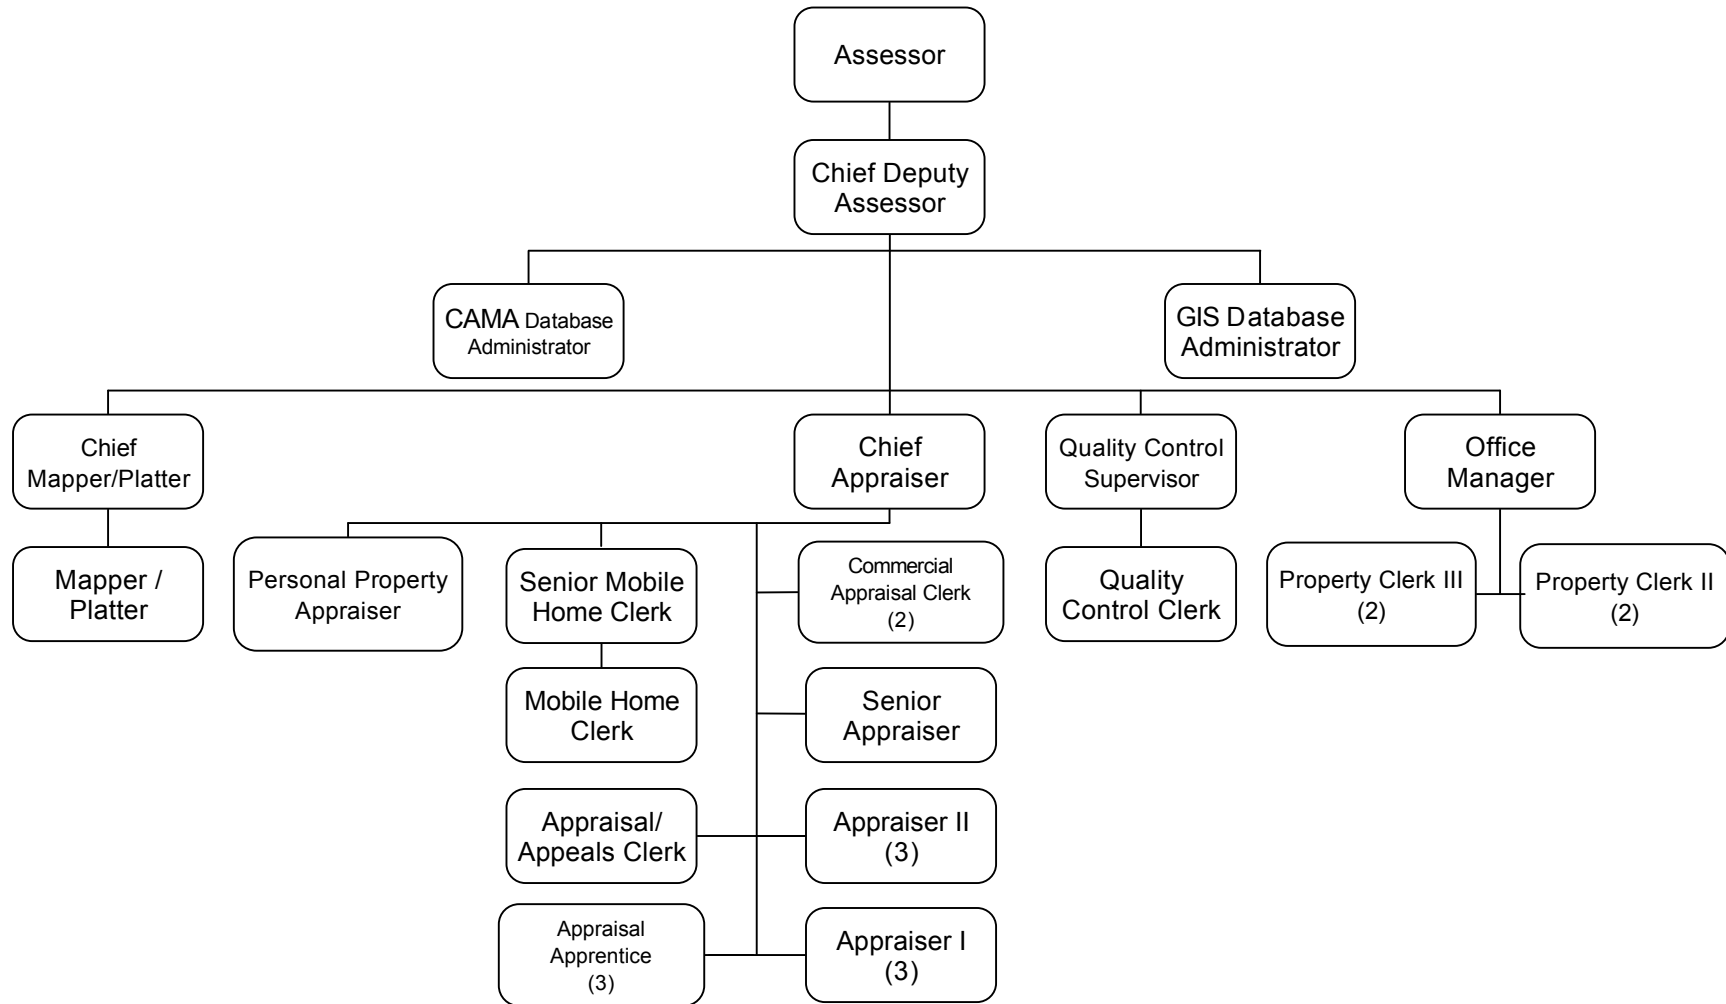 Assessor
Chief Deputy
Assessor
CAMA Database
Administrator
GIS Database
Administrator
Chief
Mapper/Platter
Chief
Appraiser
Quality Control
Supervisor
Office
Manager
Mapper /
Platter
Personal Property
Appraiser
Senior Mobile
Home Clerk
Commercial
Appraisal Clerk
(2)
Quality
Control Clerk
Property Clerk III
(2)
Property Clerk II
(2)
Mobile Home
Clerk
Senior
Appraiser
Appraisal/
Appeals Clerk
Appraiser II
(3)
Appraisal
Apprentice
(3)
Appraiser I
(3)